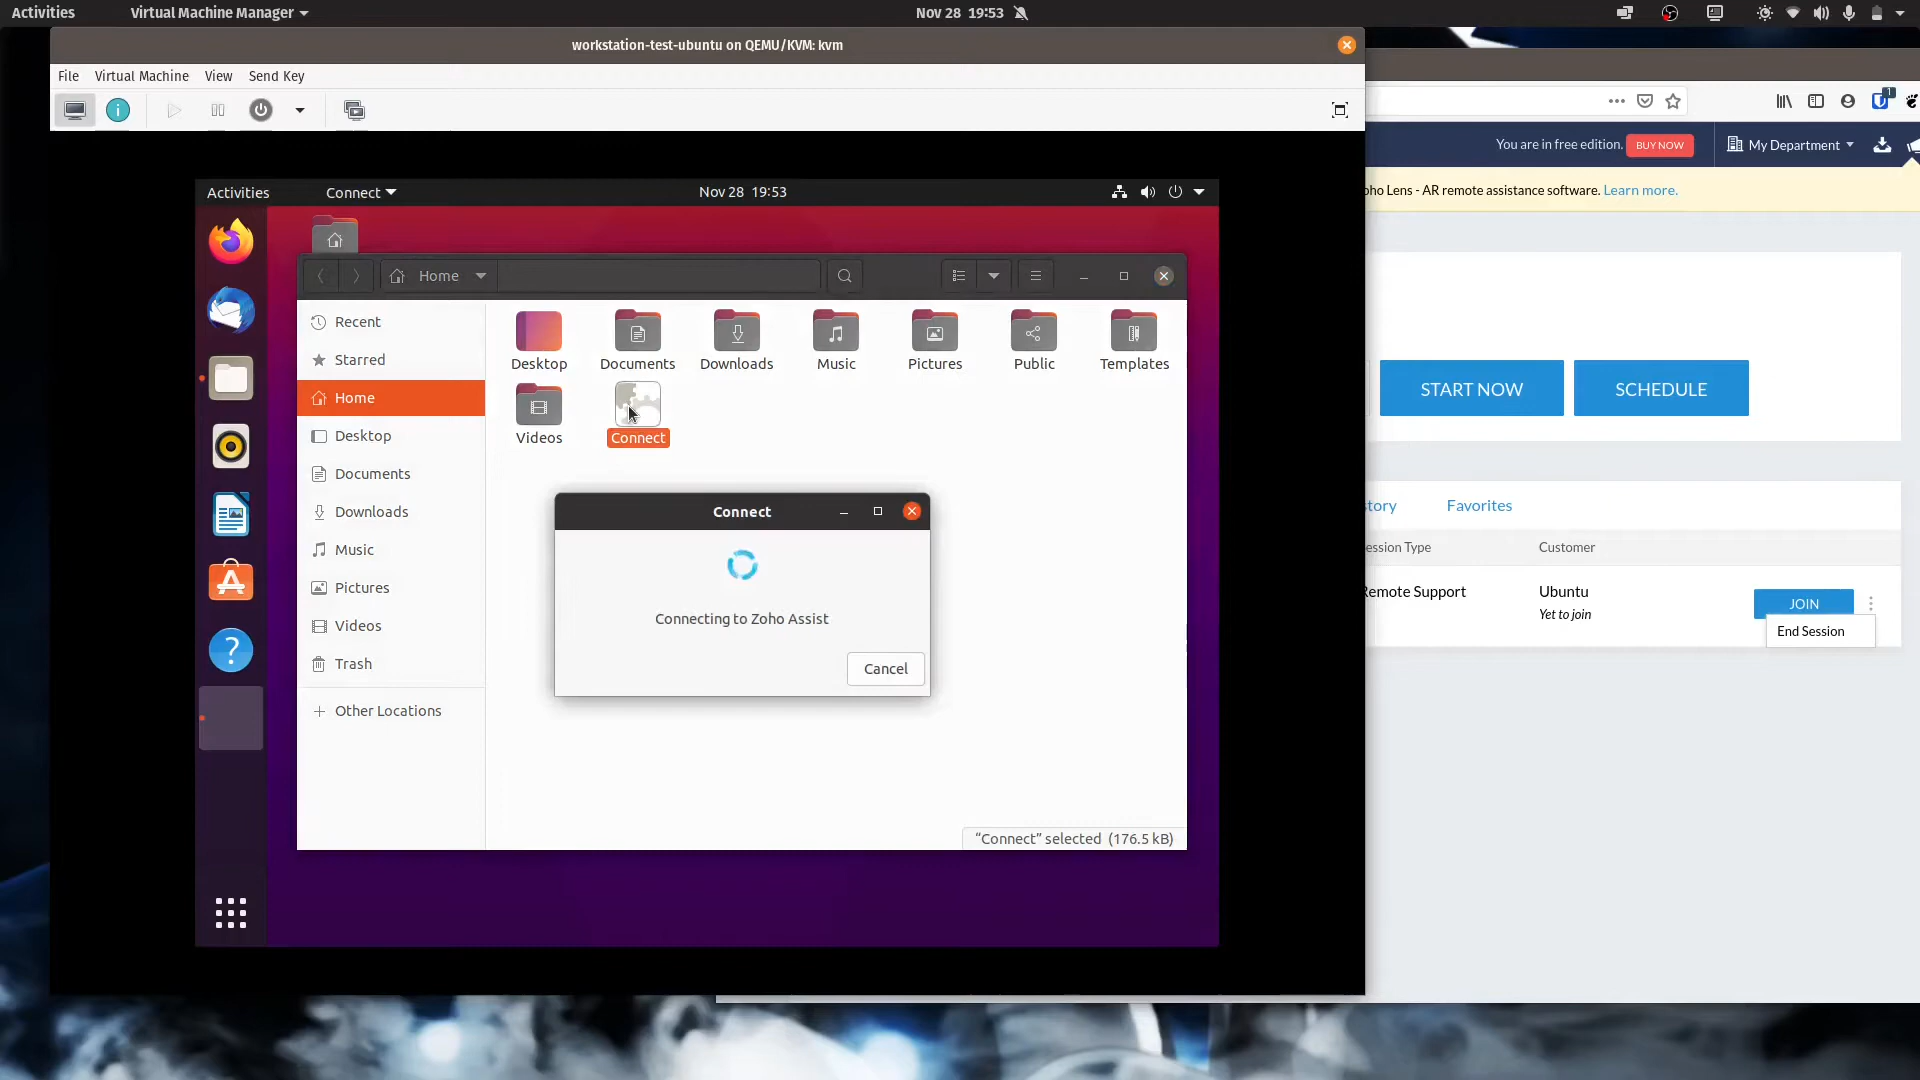 Activities
Virtual Machine Manager
Nov 28 19:53
workstation-test-ubuntu on QEMU/KVM: kvm
File
Virtual Machine
View
Send Key
You are in free edition.
BUY NOW
My Department
Zoho Lens - AR remote assistance software. Learn more.
START NOW
SCHEDULE
Favorites
Customer
Remote Support
Ubuntu
Yet to join
JOIN
End Session
Activities
Connect
Nov 28 19:53
Home
Recent
Starred
Home
Desktop
Documents
Downloads
Music
Pictures
Videos
Trash
Other Locations
Desktop
Documents
Downloads
Music
Pictures
Public
Templates
Videos
Connect
Connect
Connecting to Zoho Assist
Cancel
“Connect” selected (176.5 kB)